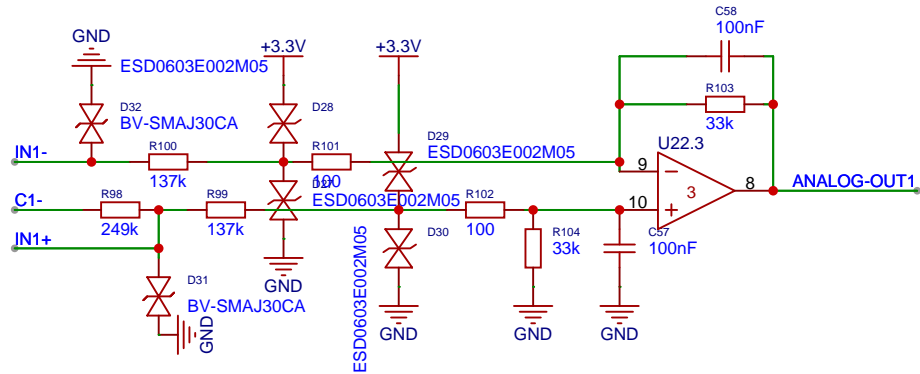 C58
100nF
GND
+3.3V
+3.3V
ESD0603E002M05
R103
33k
D32
BV-SMAJ30CA
D28
D29
ESD0603E002M05
U22.3
IN1-
R100
137k
R101
100
9
3
8
ANALOG-OUT1
D27
ESD0603E002M05
C1-
R98
249k
R99
137k
R102
100
10
IN1+
D30
R104
33k
C57
100nF
D31
BV-SMAJ30CA
GND
GND
ESD0603E002M05
GND
GND
GND